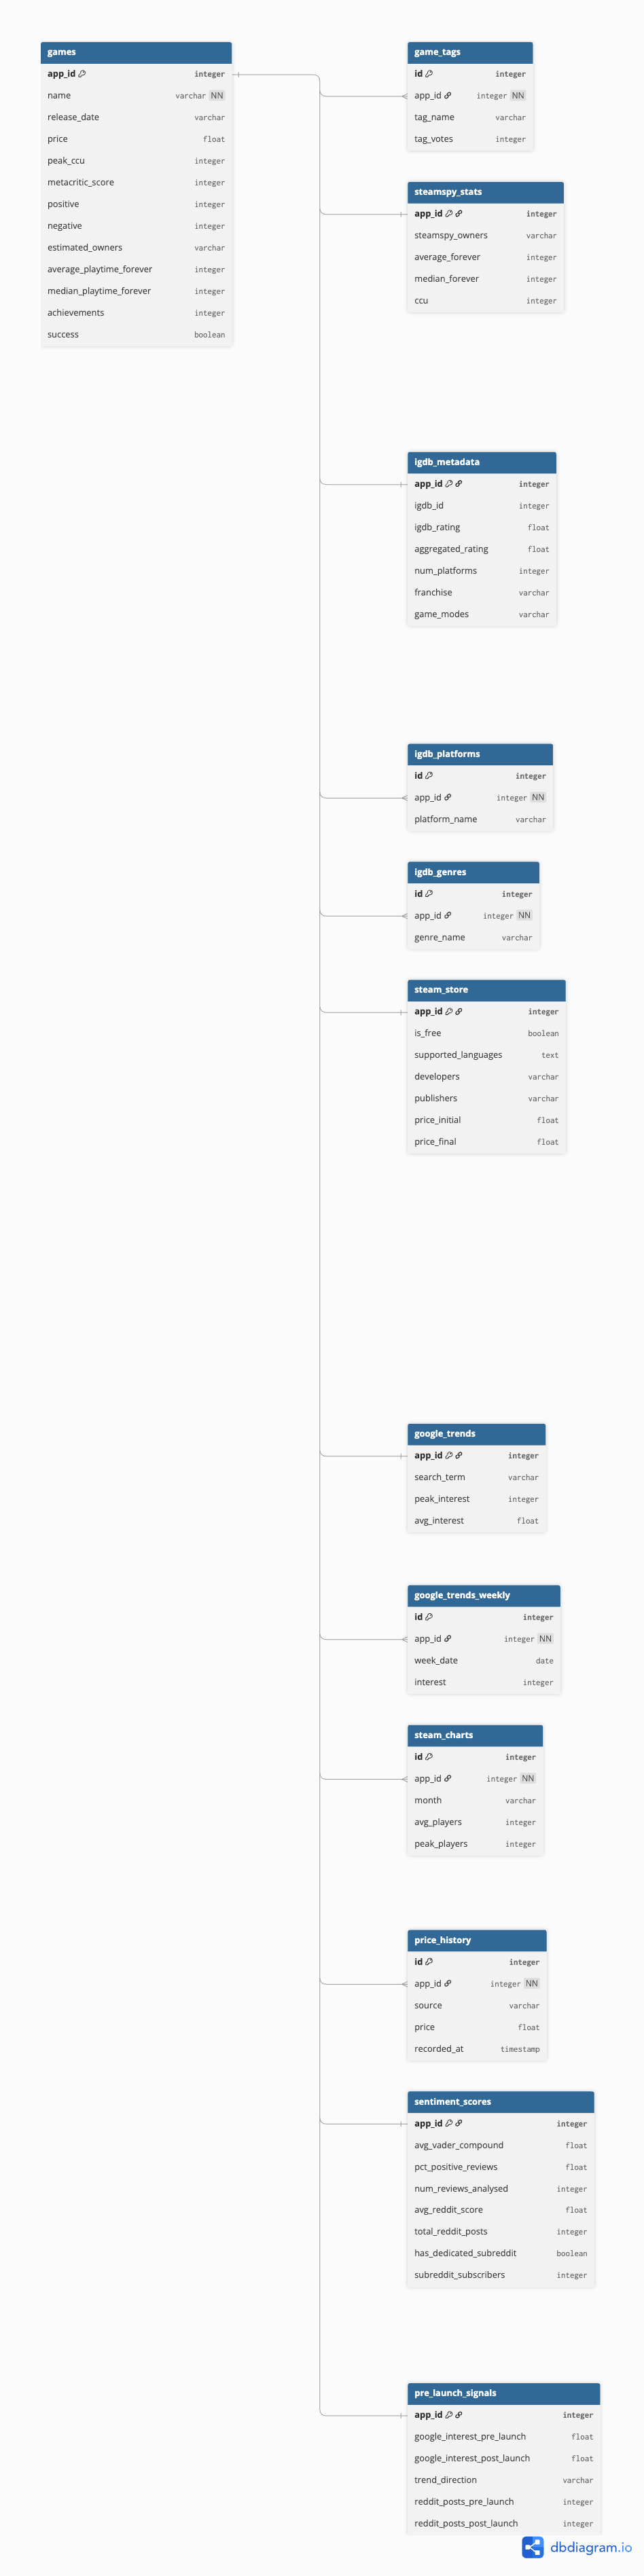 games
app_id integer
name varchar NN
release_date varchar
price float
peak_ccu integer
metacritic_score integer
positive integer
negative integer
estimated_owners varchar
average_playtime_forever integer
median_playtime_forever integer
achievements integer
success boolean
game_tags
id integer
app_id integer NN
tag_name varchar
tag_votes integer
steamspy_stats
app_id integer
steamspy_owners varchar
average_forever integer
median_forever integer
ccu integer
igdb_metadata
app_id integer
igdb_id integer
igdb_rating float
aggregated_rating float
num_platforms integer
franchise varchar
game_modes varchar
igdb_platforms
id integer
app_id integer NN
platform_name varchar
igdb_genres
id integer
app_id integer NN
genre_name varchar
steam_store
app_id integer
is_free boolean
supported_languages text
developers varchar
publishers varchar
price_initial float
price_final float
google_trends
app_id integer
search_term varchar
peak_interest integer
avg_interest float
google_trends_weekly
id integer
app_id integer NN
week_date date
interest integer
steam_charts
id integer
app_id integer NN
month varchar
avg_players integer
peak_players integer
price_history
id integer
app_id integer NN
source varchar
price float
recorded_at timestamp
sentiment_scores
app_id integer
avg_vader_compound float
pct_positive_reviews float
num_reviews_analysed integer
avg_reddit_score float
total_reddit_posts integer
has_dedicated_subreddit boolean
subreddit_subscribers integer
pre_launch_signals
app_id integer
google_interest_pre_launch float
google_interest_post_launch float
trend_direction varchar
reddit_posts_pre_launch integer
reddit_posts_post_launch integer
dbdiagram.io